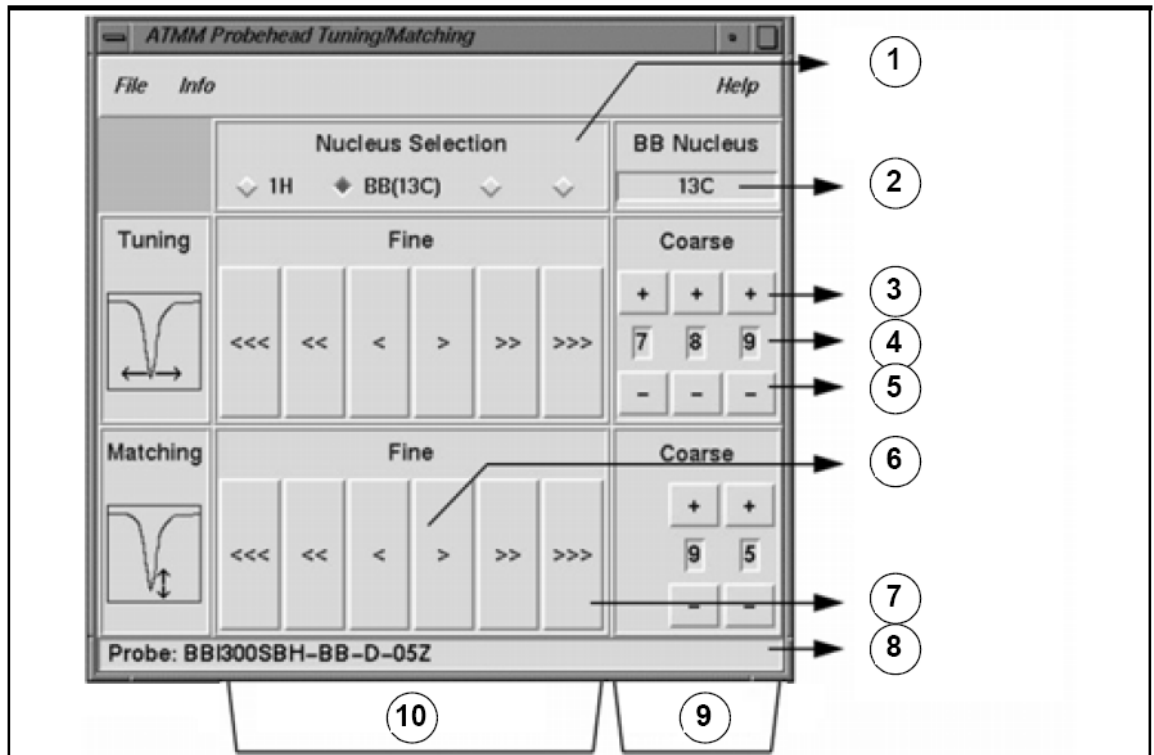 ATMM Probehead Tuning/Matching
1
File Info Help
Nucleus Selection BB Nucleus
1H BB(13C) 13C 2
Tuning Fine Coarse
+ + + 3
<<< << < > >> >>> 7 8 9 4
- - - 5
Matching Fine Coarse 6
+ +
<<< << < > >> >>> 9 5
- - 7
Probe: BBI300SBH-BB-D-05Z 8
10 9